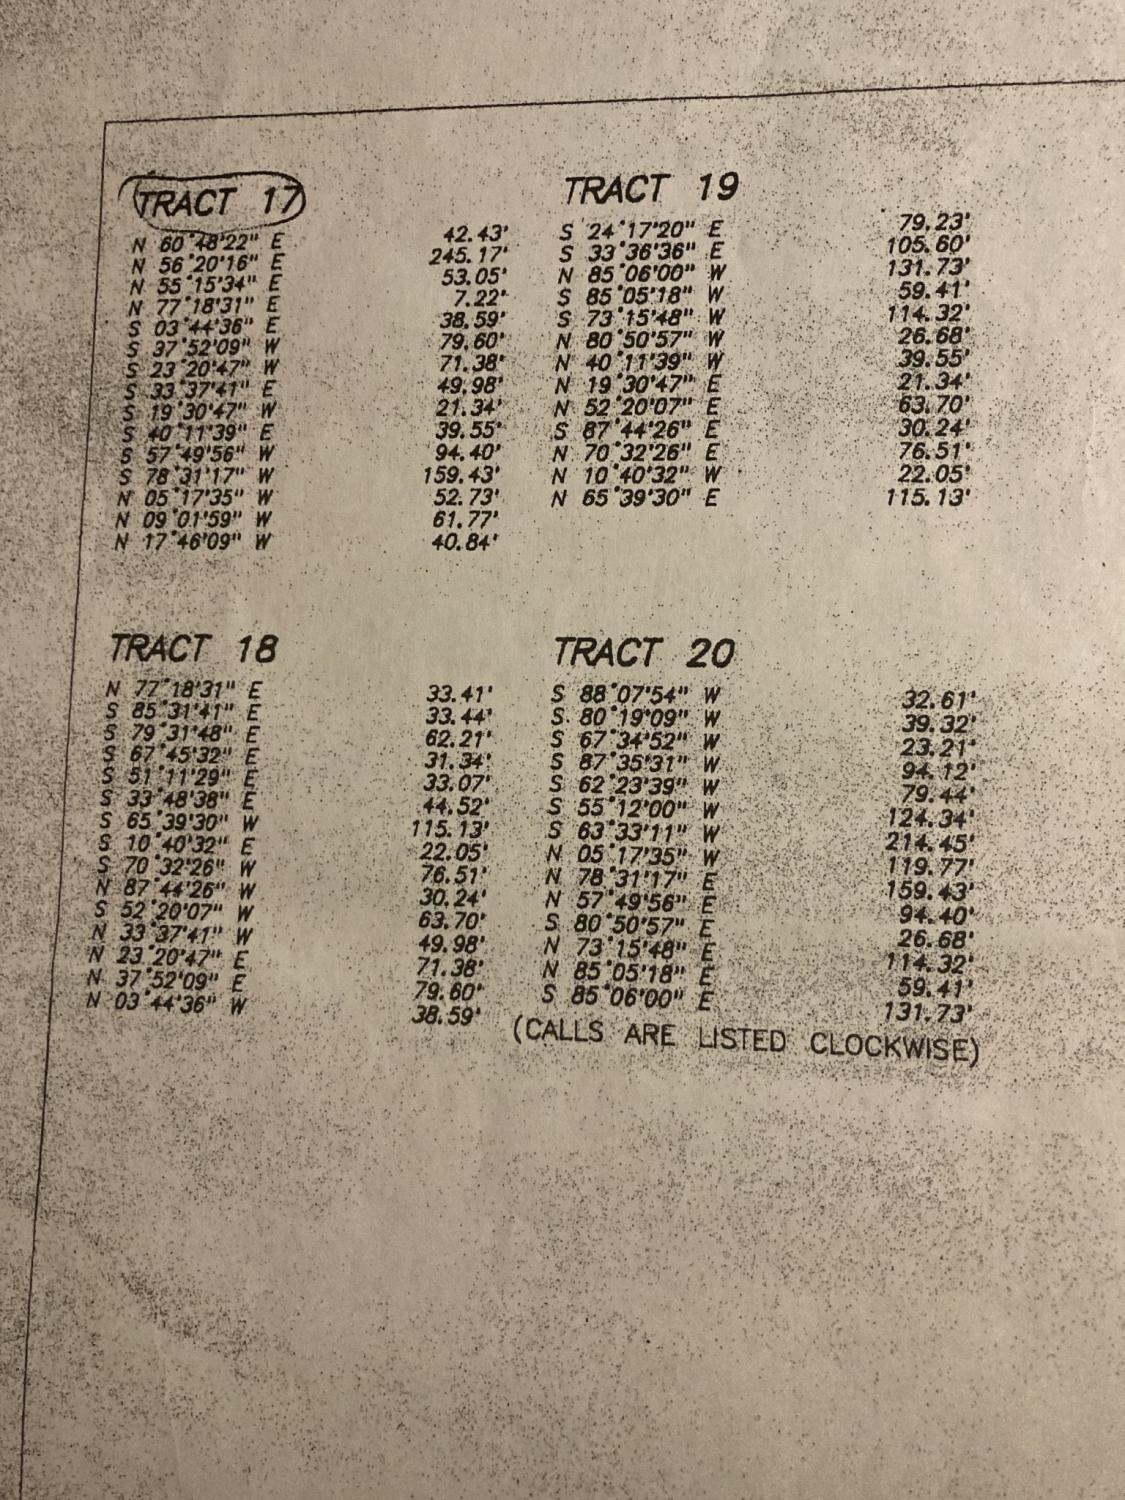 TRACT 17
N 60°48'22" E 42.43'
N 56°20'16" E 245.17'
N 55°15'34" E 53.05'
N 77°18'31" E 7.22'
S 03°44'36" E 38.59'
S 37°52'09" W 79.60'
S 23°20'47" W 71.38'
S 33°37'41" E 49.98'
S 19°30'47" W 21.34'
S 40°11'39" E 39.55'
S 57°49'56" W 94.40'
S 78°31'17" W 159.43'
N 05°17'35" W 52.73'
N 09°01'59" W 61.77'
N 17°46'09" W 40.84'
TRACT 19
S 24°17'20" E 79.23'
S 33°36'36" E 105.60'
N 85°06'00" W 131.73'
S 85°05'18" W 59.41'
S 73°15'48" W 114.32'
N 80°50'57" W 26.68'
N 40°11'39" W 39.55'
N 19°30'47" E 21.34'
N 52°20'07" E 63.70'
S 87°44'26" E 30.24'
N 70°32'26" E 76.51'
N 10°40'32" W 22.05'
N 65°39'30" E 115.13'
TRACT 18
N 77°18'31" E 33.41'
S 85°31'41" E 33.44'
S 79°31'48" E 62.21'
S 67°45'32" E 31.34'
S 51°11'29" E 33.07'
S 33°48'38" E 44.52'
S 65°39'30" W 115.13'
S 10°40'32" E 22.05'
S 70°32'26" W 76.51'
N 87°44'26" W 30.24'
S 52°20'07" W 63.70'
N 33°37'41" W 49.98'
N 23°20'47" E 71.38'
N 37°52'09" E 79.60'
N 03°44'36" W 38.59'
TRACT 20
S 88°07'54" W 32.61'
S 80°19'09" W 39.32'
S 67°34'52" W 23.21'
S 87°35'31" W 94.12'
S 62°23'39" W 79.44'
S 55°12'00" W 124.34'
S 63°33'11" W 214.45'
N 05°17'35" W 119.77'
N 78°31'17" E 159.43'
N 57°49'56" E 94.40'
S 80°50'57" E 26.68'
N 73°15'48" E 114.32'
N 85°05'18" E 59.41'
S 85°06'00" E 131.73'
(CALLS ARE LISTED CLOCKWISE)